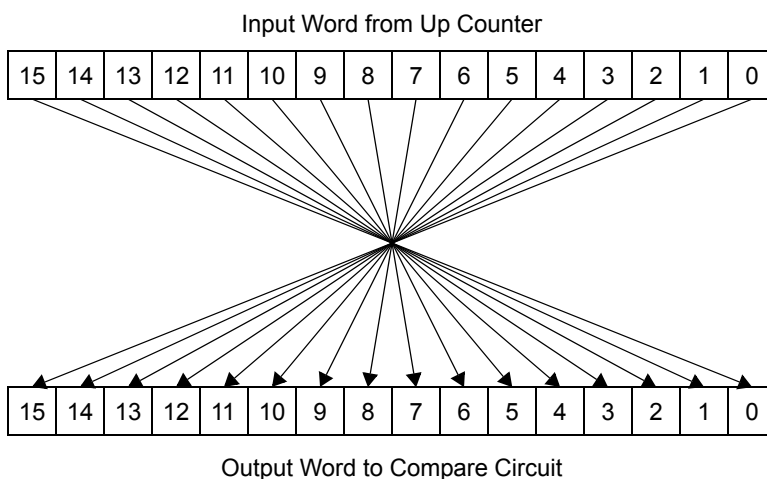 Input Word from Up Counter
15 14 13 12 11 10 9 8 7 6 5 4 3 2 1 0
15 14 13 12 11 10 9 8 7 6 5 4 3 2 1 0
Output Word to Compare Circuit